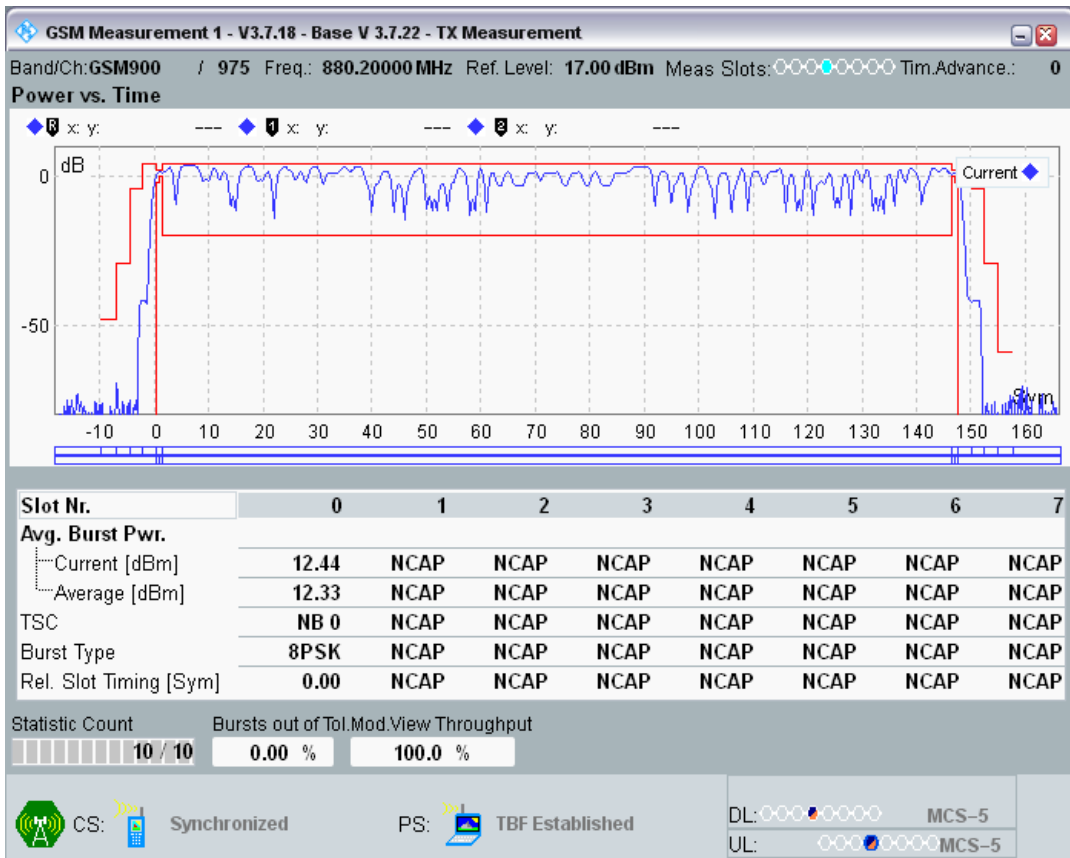 GSM Measurement 1 - V3.7.18 - Base V 3.7.22 - TX Measurement
Band/Ch:GSM900 / 975 Freq.: 880.20000 MHz Ref. Level: 17.00 dBm Meas Slots: Tim.Advance.: 0
Power vs. Time
R x: y: --- 1 x: y: --- 2 x: y: ---
dB
Current
0
-50
Sym
-10 0 10 20 30 40 50 60 70 80 90 100 110 120 130 140 150 160
Slot Nr. 0 1 2 3 4 5 6 7
Avg. Burst Pwr.
Current [dBm] 12.44 NCAP NCAP NCAP NCAP NCAP NCAP NCAP
Average [dBm] 12.33 NCAP NCAP NCAP NCAP NCAP NCAP NCAP
TSC NB 0 NCAP NCAP NCAP NCAP NCAP NCAP NCAP
Burst Type 8PSK NCAP NCAP NCAP NCAP NCAP NCAP NCAP
Rel. Slot Timing [Sym] 0.00 NCAP NCAP NCAP NCAP NCAP NCAP NCAP
Statistic Count Bursts out of Tol.Mod.View Throughput
10 / 10 0.00 % 100.0 %
CS: Synchronized PS: TBF Established
DL: MCS-5
UL: MCS-5